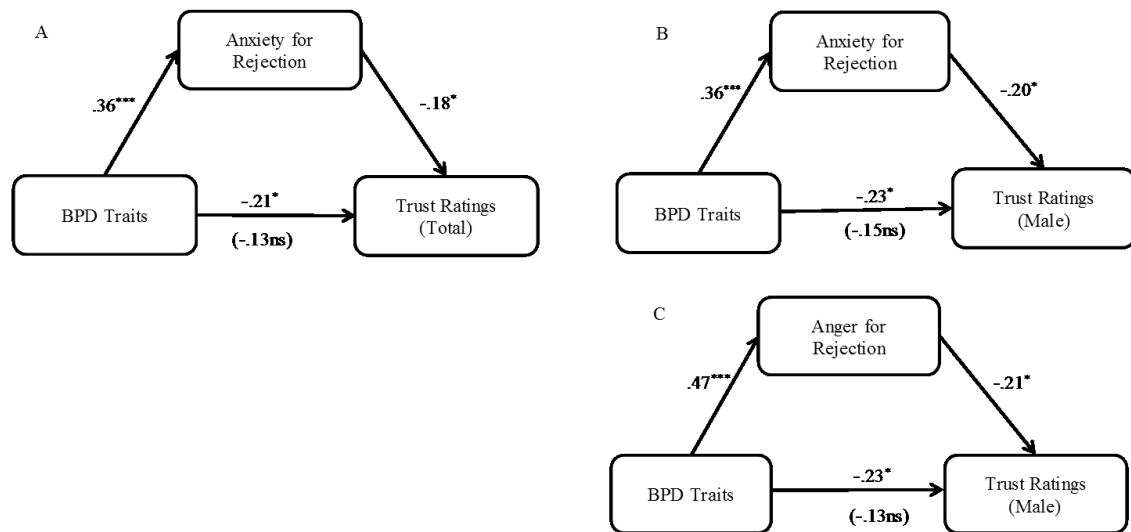 A
Anxiety for
Rejection
.36***
-.18*
BPD Traits
-.21*
(-.13ns)
Trust Ratings
(Total)
B
Anxiety for
Rejection
.36***
-.20*
BPD Traits
-.23*
(-.15ns)
Trust Ratings
(Male)
C
Anger for
Rejection
.47***
-.21*
BPD Traits
-.23*
(-.13ns)
Trust Ratings
(Male)